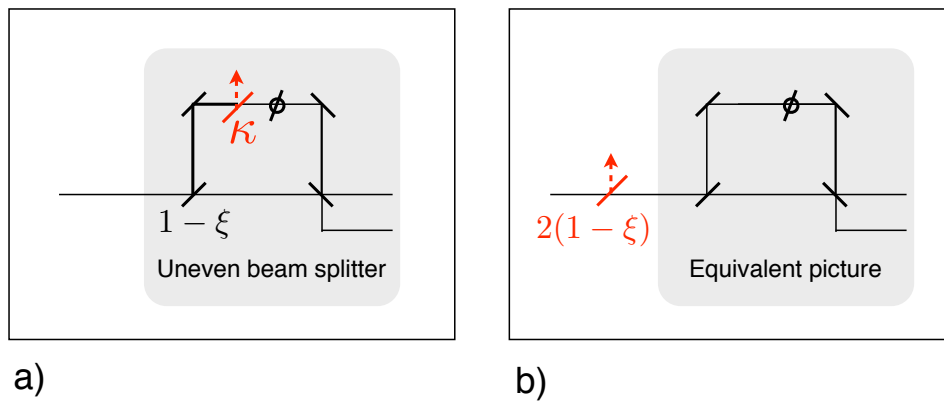 κ
1 − ξ
Uneven beam splitter
a)
2(1 − ξ)
Equivalent picture
b)